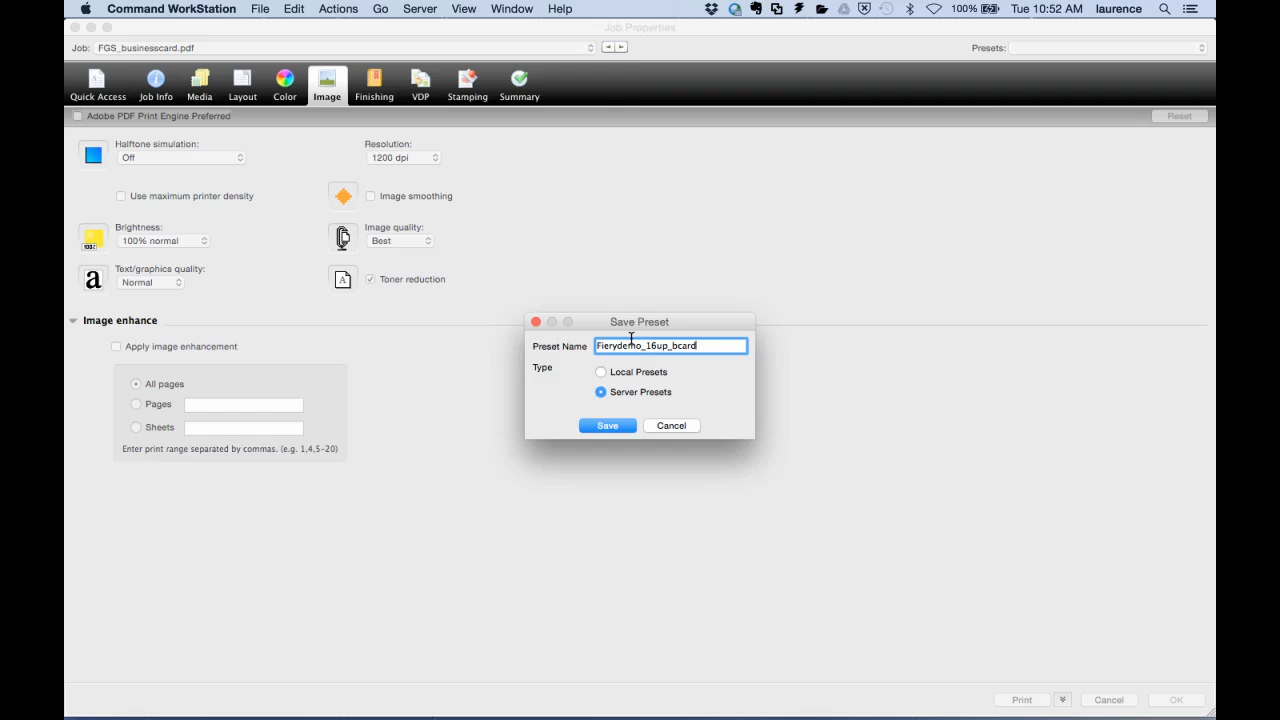 Command WorkStation File Edit Actions Go Server View Window Help 100% Tue 10:52 AM laurence
Job Properties
Job: FGS_businesscard.pdf Presets:
Quick Access Job Info Media Layout Color Image Finishing VDP Stamping Summary
Adobe PDF Print Engine Preferred Reset
Halftone simulation: Resolution:
Off 1200 dpi
Use maximum printer density Image smoothing
Brightness: Image quality:
100% normal Best
Text/graphics quality:
Normal Toner reduction
Image enhance
Apply image enhancement
All pages
Pages
Sheets
Enter print range separated by commas. (e.g. 1,4,5-20)
Save Preset
Preset Name Fierydemo_16up_bcard
Type Local Presets
Server Presets
Save Cancel
Print Cancel OK